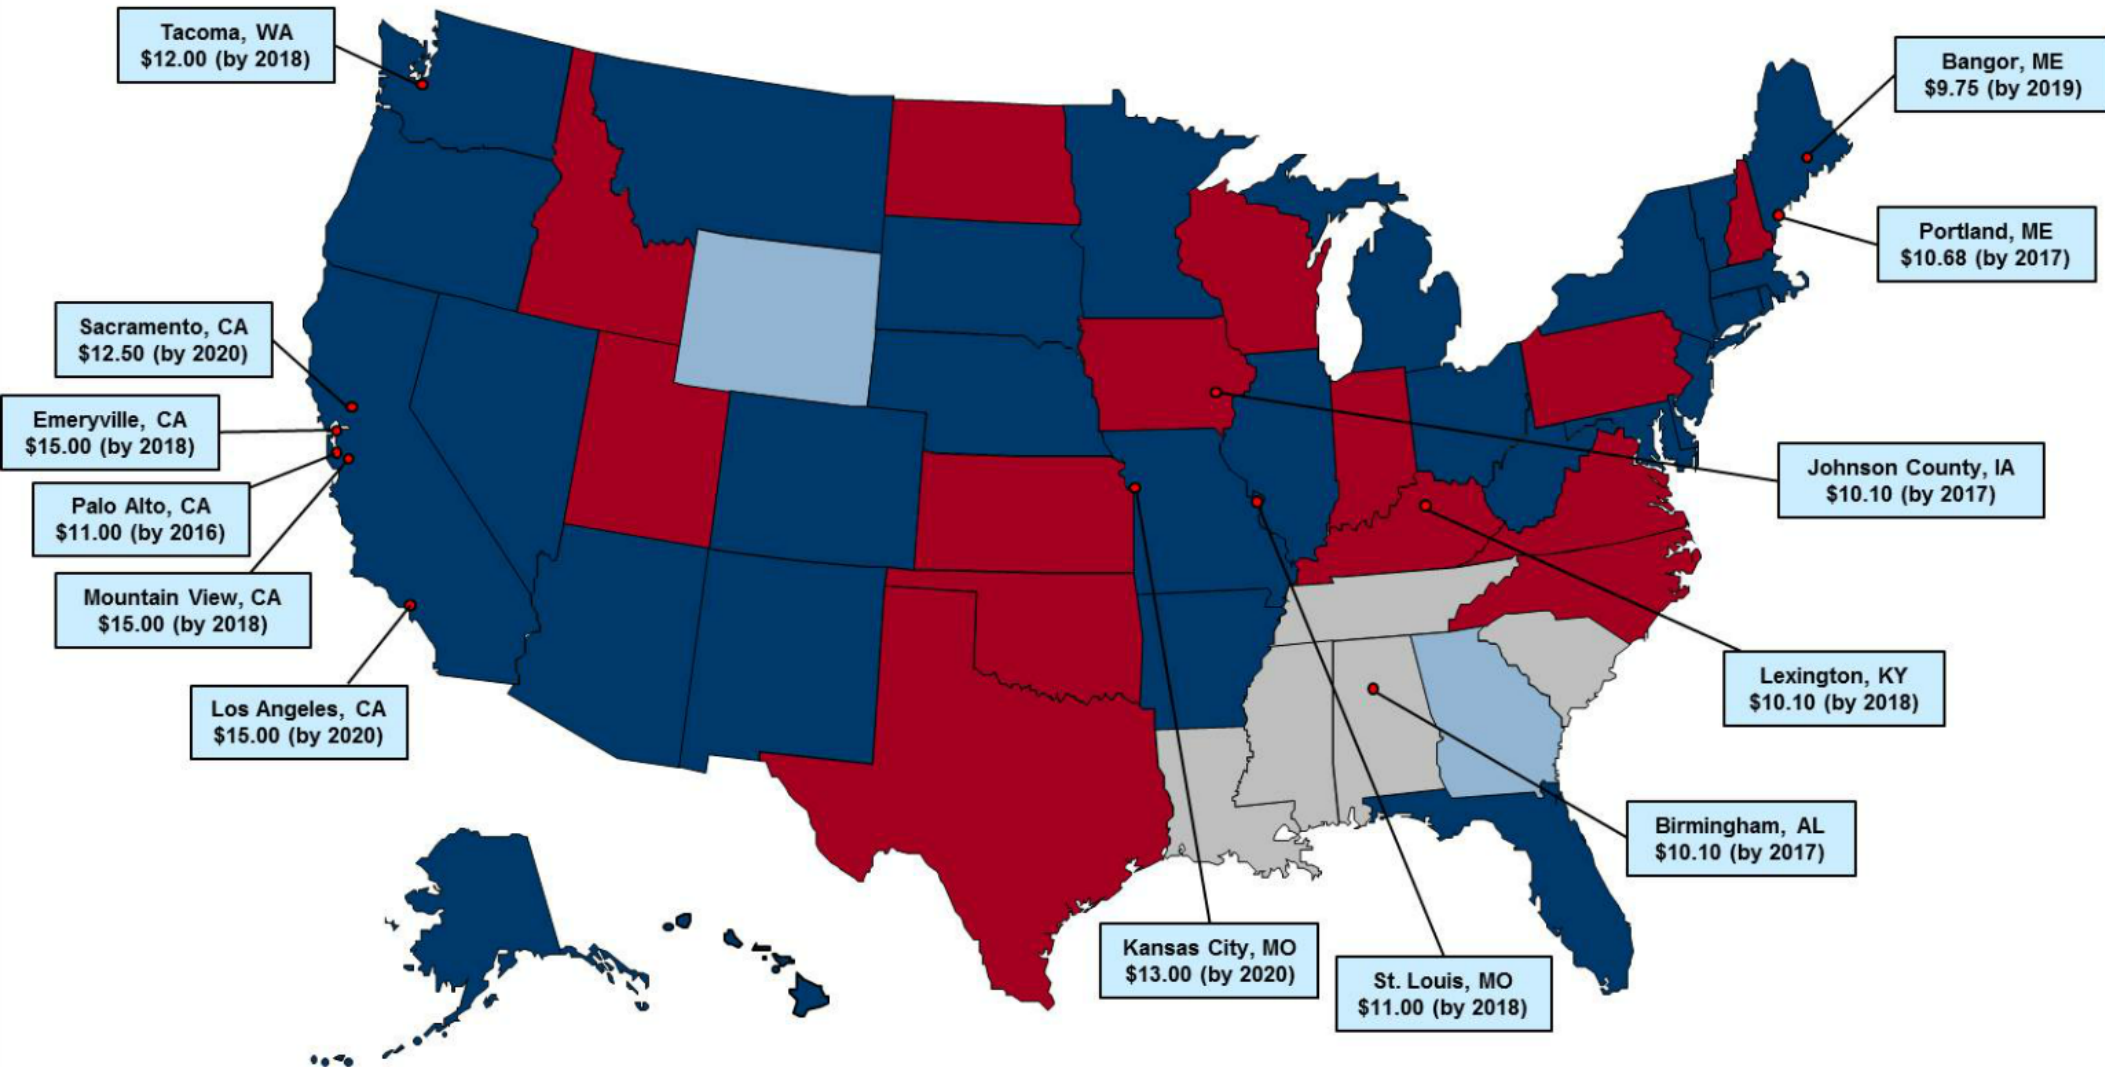 Tacoma, WA
$12.00 (by 2018)
Bangor, ME
$9.75 (by 2019)
Portland, ME
$10.68 (by 2017)
Sacramento, CA
$12.50 (by 2020)
Emeryville, CA
$15.00 (by 2018)
Palo Alto, CA
$11.00 (by 2016)
Mountain View, CA
$15.00 (by 2018)
Los Angeles, CA
$15.00 (by 2020)
Johnson County, IA
$10.10 (by 2017)
Lexington, KY
$10.10 (by 2018)
Birmingham, AL
$10.10 (by 2017)
Kansas City, MO
$13.00 (by 2020)
St. Louis, MO
$11.00 (by 2018)